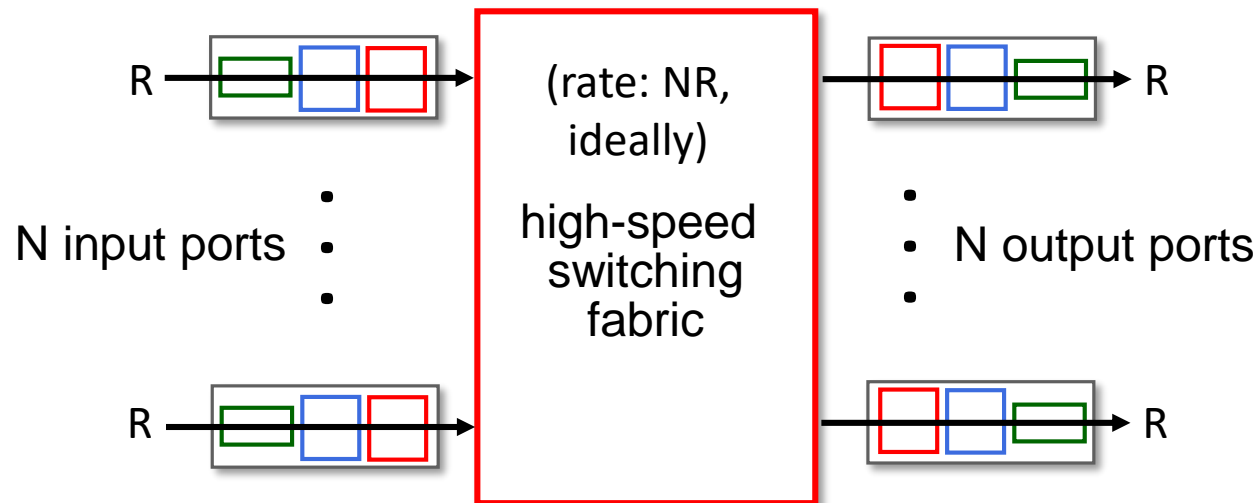 R
(rate: NR,
ideally)
R
high-speed
switching
fabric
N input ports
N output ports
R
R